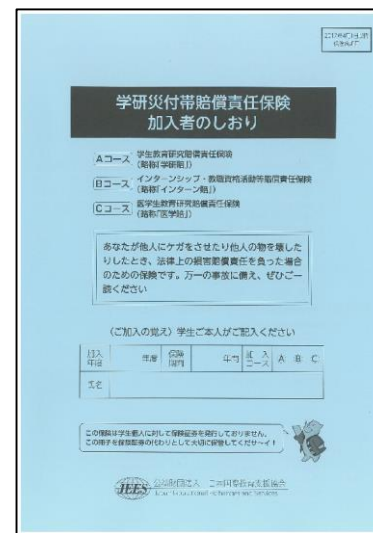 学研災付帯賠償責任保険
加入者のしおり
Aコース 学生教育研究賠償責任保険
(略称「学研賠」)
Bコース インターンシップ・教職資格活動等賠償責任保険
(略称「インターン賠」)
Cコース 医学生教育研究賠償責任保険
(略称「医学賠」)
あなたが他人にケガをさせたり他人の物を壊した
りしたとき、法律上の損害賠償責任を負った場合
のための保険です。万一の事故に備え、ぜひご一
読ください
〈ご加入の覚え〉学生ご本人がご記入ください
加入年度 年度 保険期間 年間 加入コース A B C
氏名
この保険は学生個人に対して保険証券を発行しておりません。
この冊子を保険証券の代わりとして大切に保管してくださ〜イ!
JEES 公益財団法人 日本国際教育支援協会